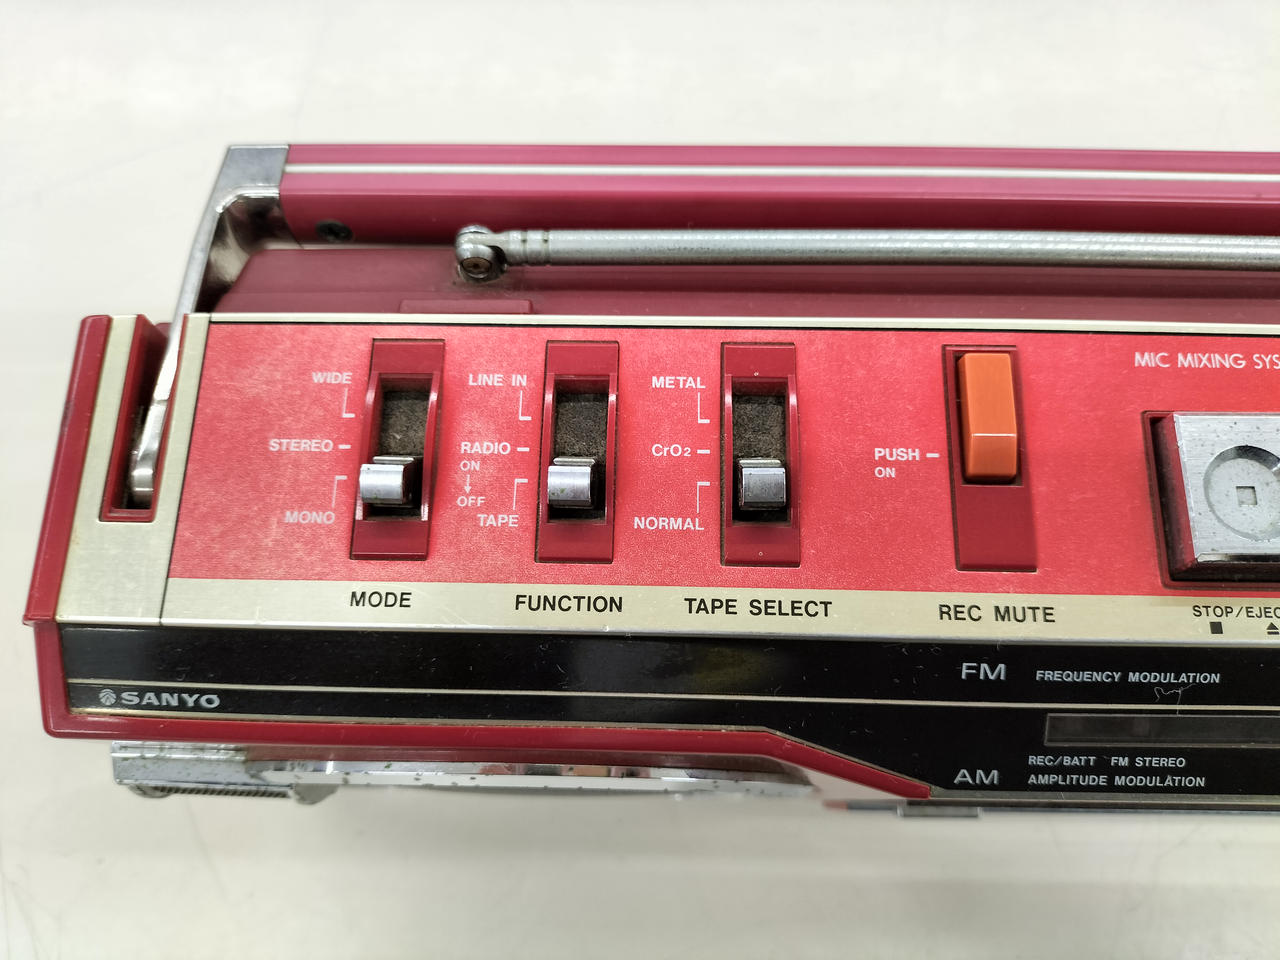 MIC MIXING SYS
WIDE
STEREO
MONO
MODE
LINE IN
RADIO
ON
OFF
TAPE
FUNCTION
METAL
CrO2
NORMAL
TAPE SELECT
PUSH
ON
REC MUTE
STOP/EJEC
FM FREQUENCY MODULATION
SANYO
REC/BATT FM STEREO
AM AMPLITUDE MODULATION